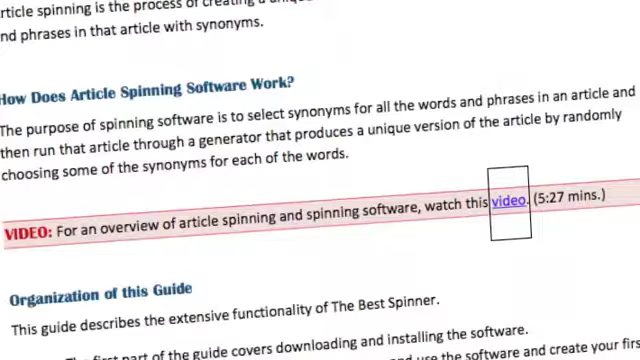 rticle spinning is the process of creating a
nd phrases in that article with synonyms.
How Does Article Spinning Software Work?
The purpose of spinning software is to select synonyms for all the words and phrases in an article and
then run that article through a generator that produces a unique version of the article by randomly
choosing some of the synonyms for each of the words.
VIDEO: For an overview of article spinning and spinning software, watch this video. (5:27 mins.)
Organization of this Guide
This guide describes the extensive functionality of The Best Spinner.
first part of the guide covers downloading and installing the software.
use the software and create your firs